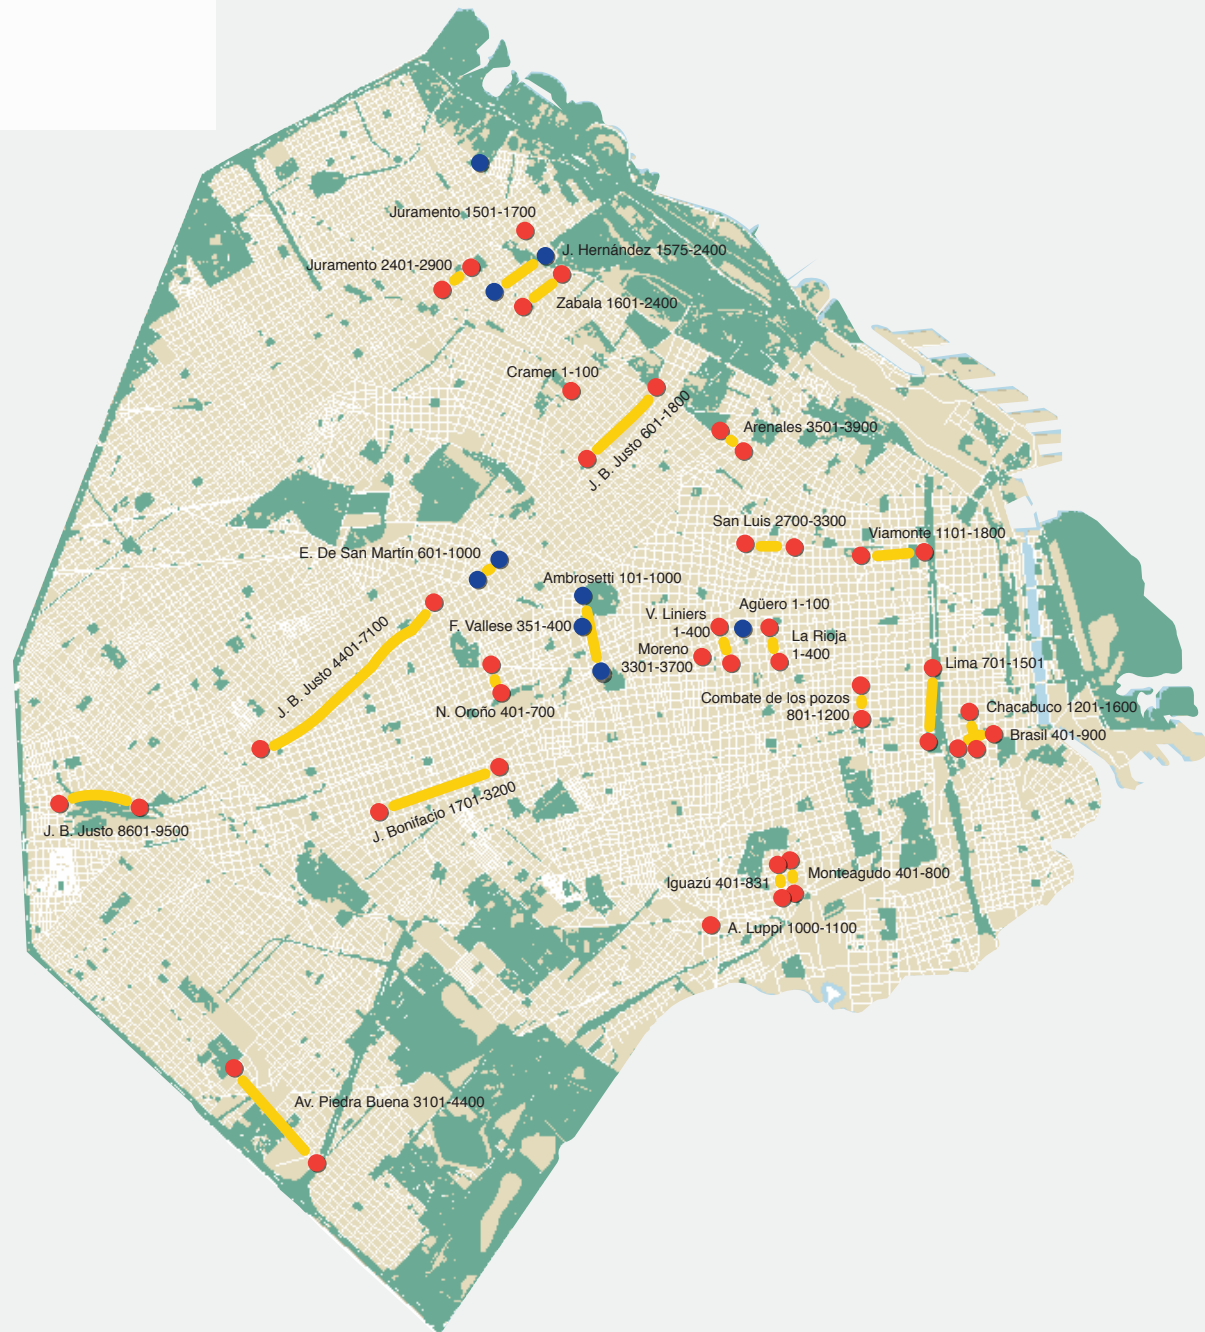 Juramento 1501-1700
J. Hernández 1575-2400
Juramento 2401-2900
Zabala 1601-2400
Cramer 1-100
J. B. Justo 601-1800
Arenales 3501-3900
San Luis 2700-3300
Viamonte 1101-1800
E. De San Martín 601-1000
Ambrosetti 101-1000
Agüero 1-100
V. Liniers
1-400
F. Vallese 351-400
La Rioja
1-400
Moreno
3301-3700
J. B. Justo 4401-7100
Lima 701-1501
Combate de los pozos
801-1200
N. Oroño 401-700
Chacabuco 1201-1600
Brasil 401-900
J. Bonifacio 1701-3200
J. B. Justo 8601-9500
Monteagudo 401-800
Iguazú 401-831
A. Luppi 1000-1100
Av. Piedra Buena 3101-4400